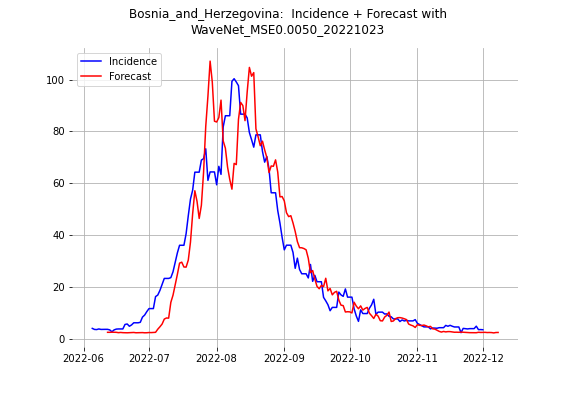 Bosnia_and_Herzegovina:  Incidence + Forecast with
WaveNet_MSE0.0050_20221023
Incidence
Forecast
100
80
60
40
20
0
2022-06 2022-07 2022-08 2022-09 2022-10 2022-11 2022-12